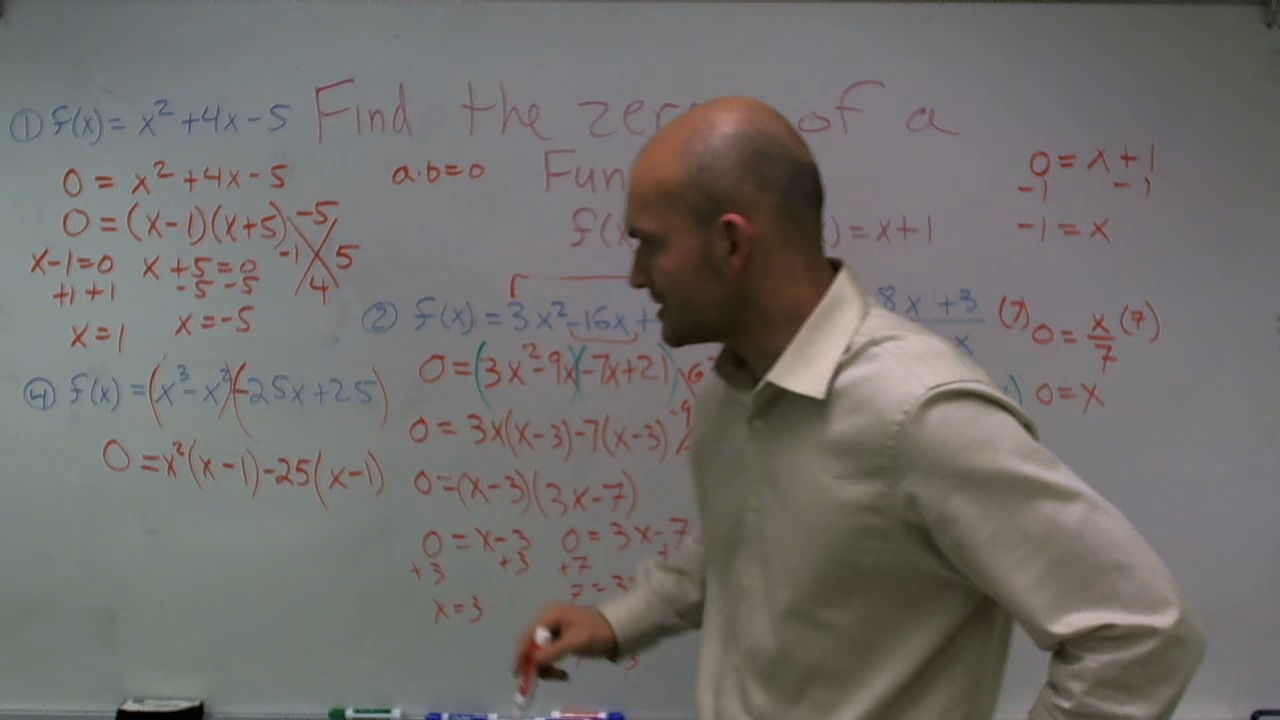 Find the zer of a
Fun
f(x )=x+1
① f(x)= x² +4x-5
0 = x² +4x-5
0=(x-1)(x+5)
-5
-1 5
4
x-1=0 x+5=0
+1 +1 -5 -5
x=1 x=-5
a·b=0
② f(x)=3x²-16x+
0=(3x²-9x)(-7x+21)
-9
0= 3x(x-3)-7(x-3)
0=(x-3)(3x-7)
0=x-3 0=3x-7
+3 +3 +7 +
x=3 7=3
3
8x+3
x
④ f(x)=(x³-x²)(-25x+25)
0=x²(x-1)-25(x-1)
0=x+1
-1 -1
-1=x
(7) 0=x/7 (7)
0=x